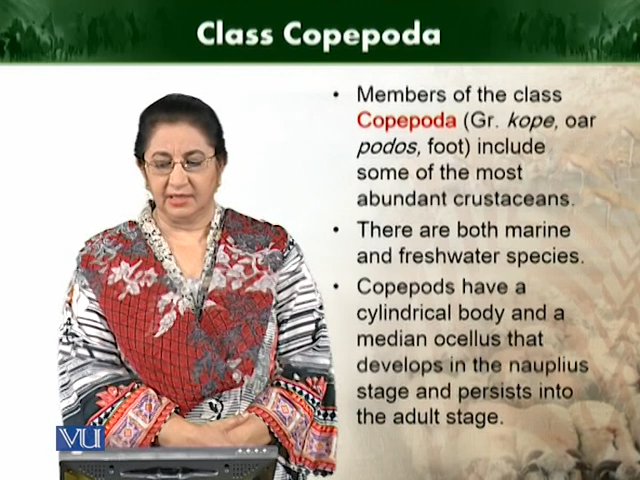 Class Copepoda
• Members of the class
Copepoda (Gr. kope, oar
podos, foot) include
some of the most
abundant crustaceans.
• There are both marine
and freshwater species.
• Copepods have a
cylindrical body and a
median ocellus that
develops in the nauplius
stage and persists into
the adult stage.
VU